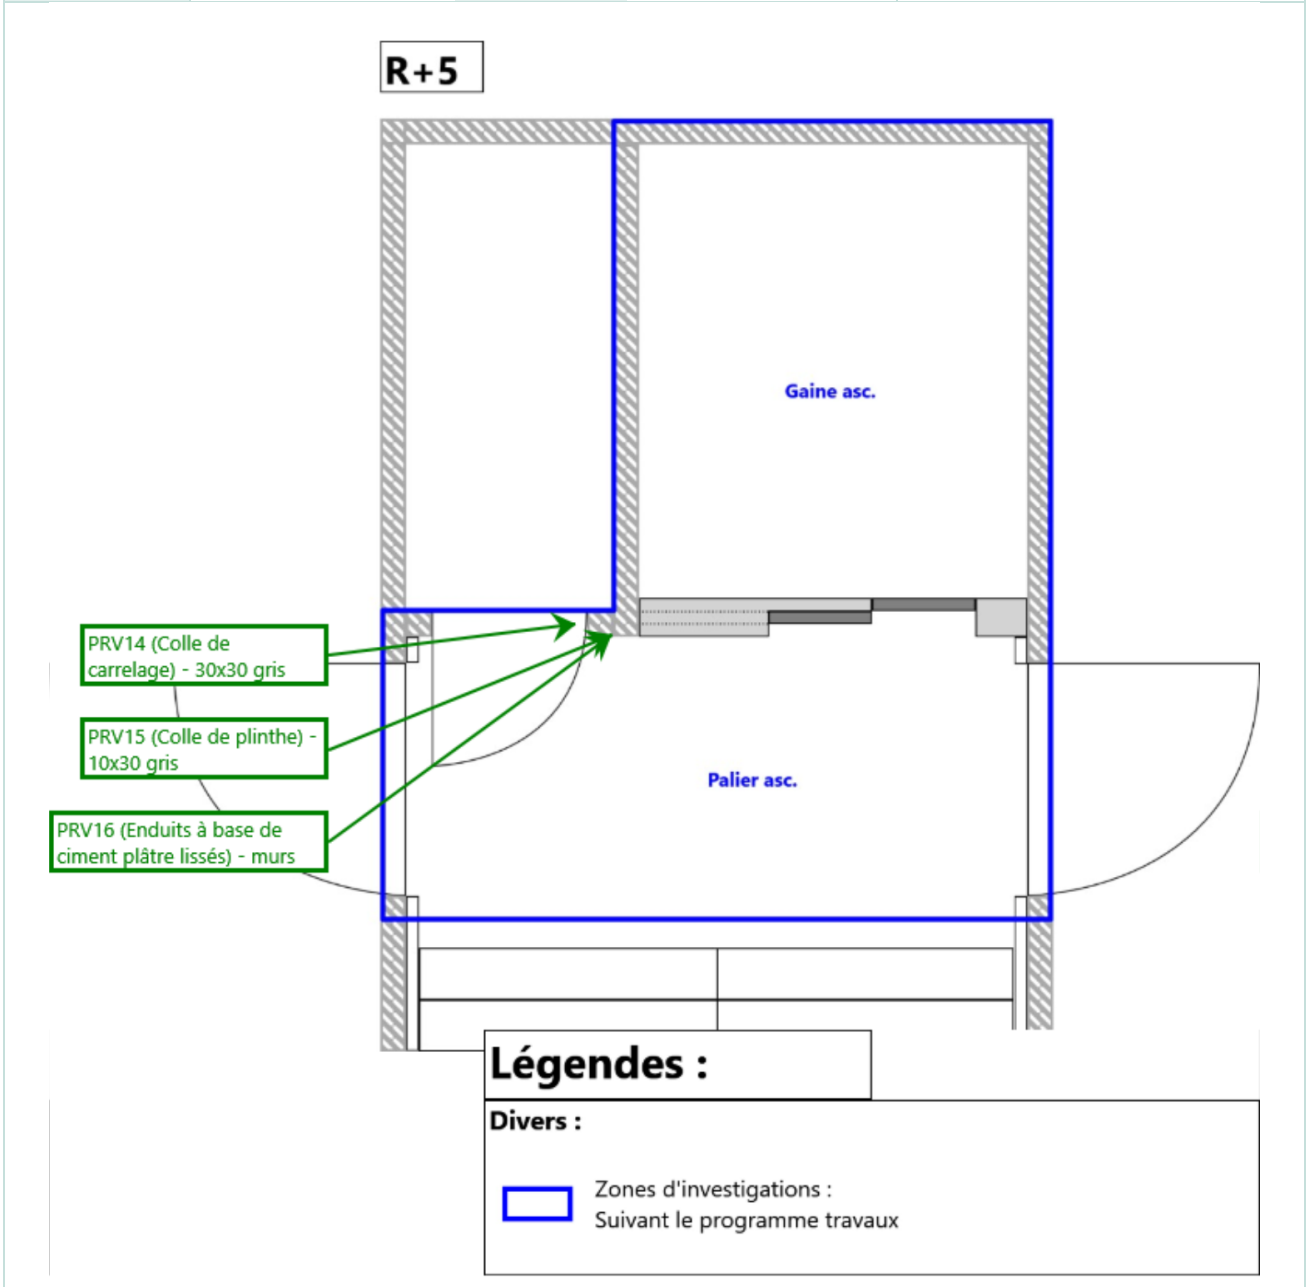 R+5
Gaine asc.
PRV14 (Colle de
carrelage) - 30x30 gris
PRV15 (Colle de plinthe) -
10x30 gris
Palier asc.
PRV16 (Enduits à base de
ciment plâtre lissés) - murs
Légendes :
Divers :
Zones d'investigations :
Suivant le programme travaux